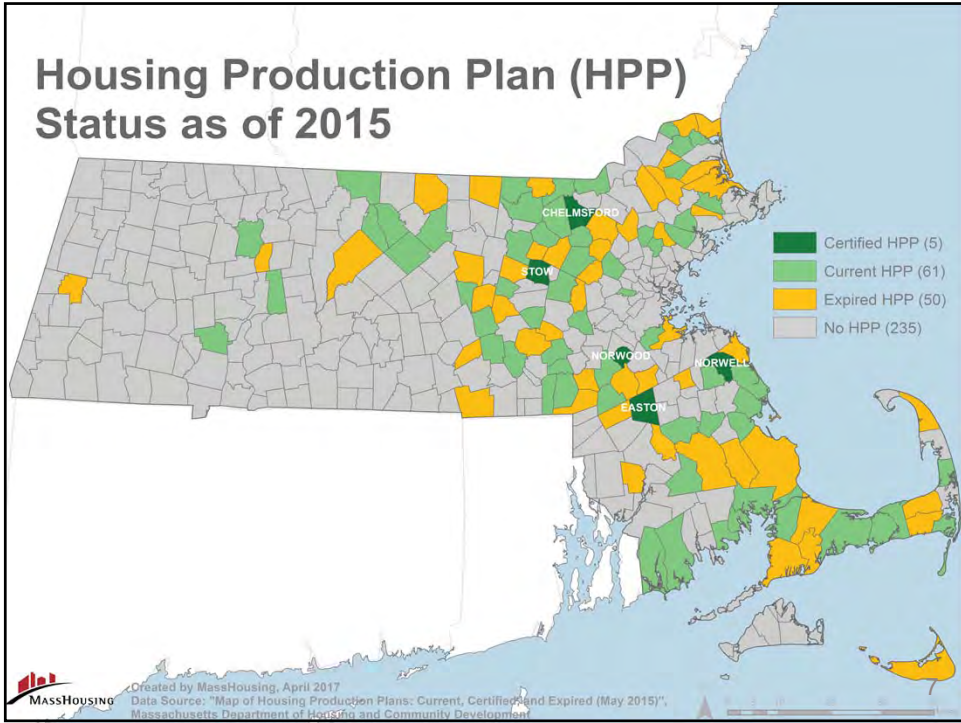 Housing Production Plan (HPP)
Status as of 2015
CHELMSFORD
Certified HPP (5)
Current HPP (61)
STOW
Expired HPP (50)
No HPP (235)
NORWOOD
NORWELL
EASTON
MASSHOUSING
Created by MassHousing, April 2017
Data Source: "Map of Housing Production Plans: Current, Certified, and Expired (May 2015)",
Massachusetts Department of Housing and Community Development